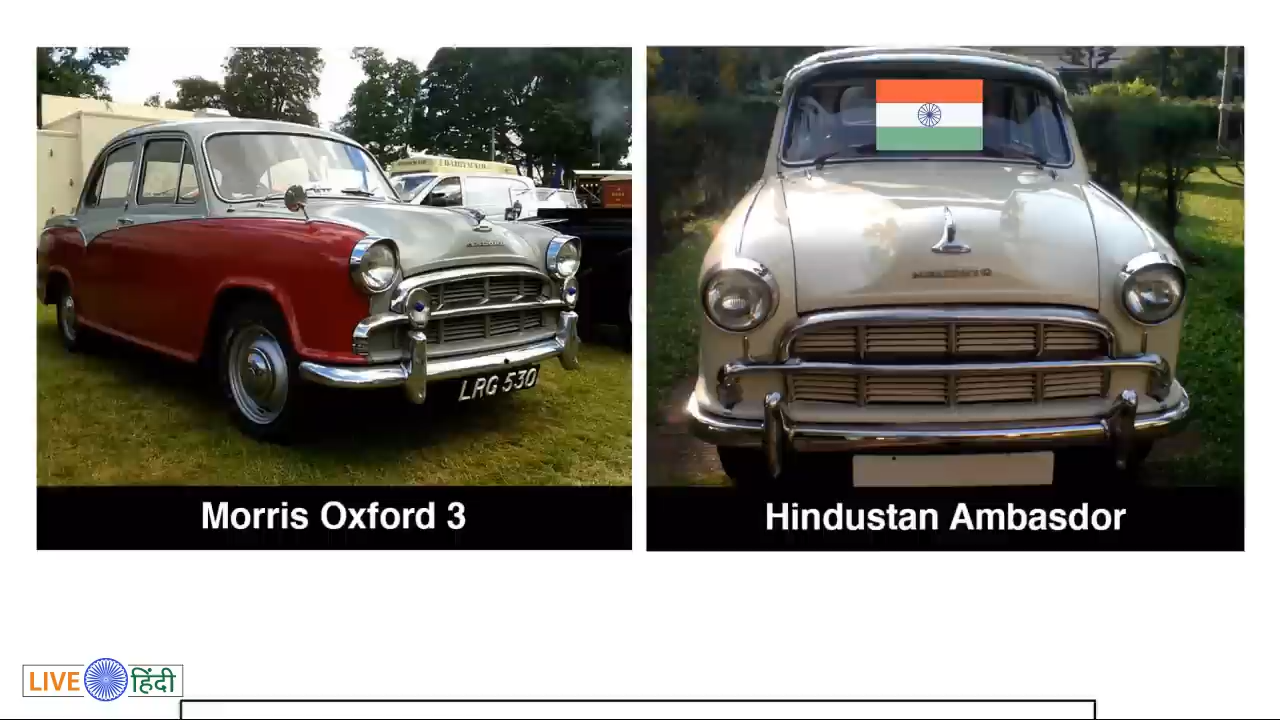 LRG 530
Morris Oxford 3
Hindustan Ambasdor
LIVE हिंदी